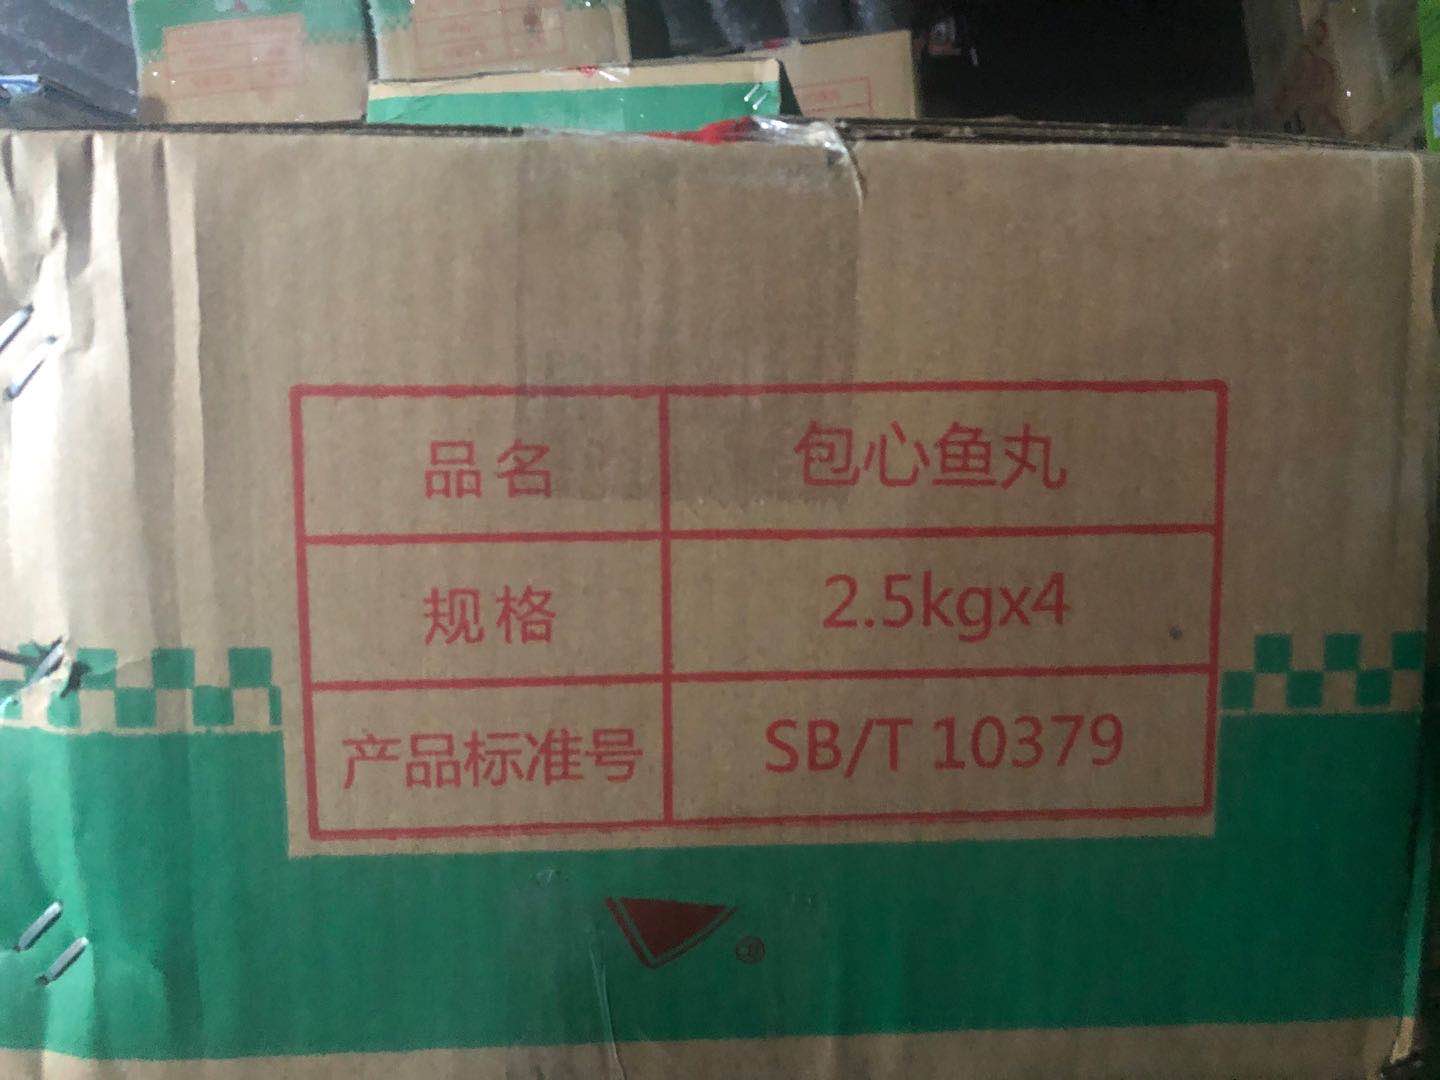 品名 包心鱼丸
规格 2.5kgx4
产品标准号 SB/T 10379
®